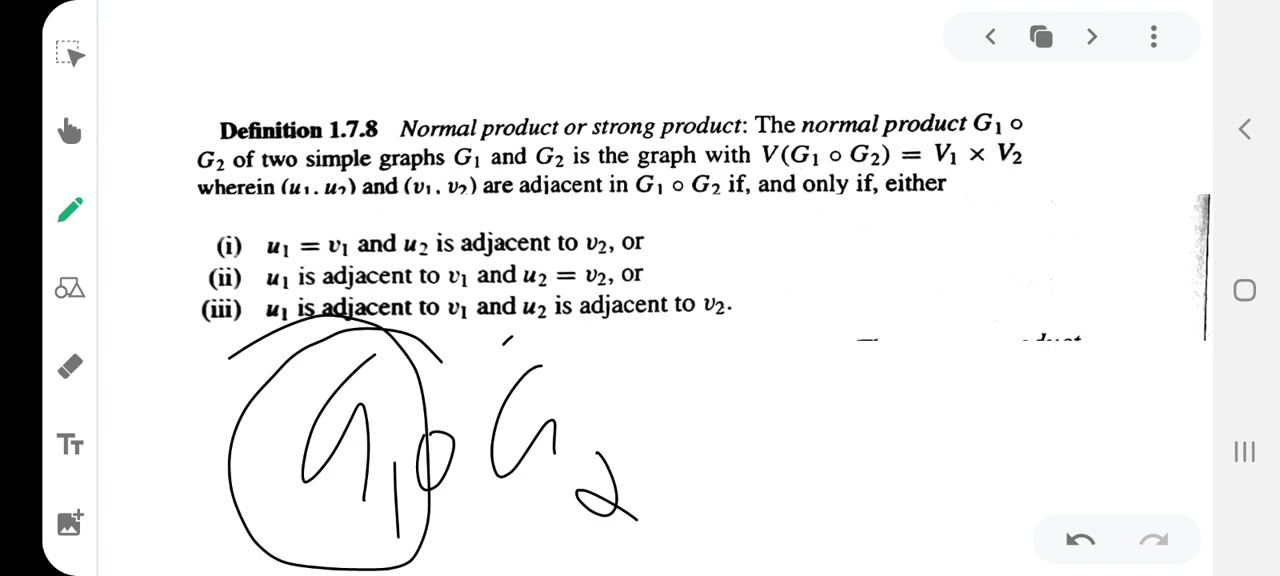 Definition 1.7.8 Normal product or strong product: The normal product G₁ ∘
G₂ of two simple graphs G₁ and G₂ is the graph with V(G₁ ∘ G₂) = V₁ × V₂
wherein (u₁, u₂) and (v₁, v₂) are adjacent in G₁ ∘ G₂ if, and only if, either
(i) u₁ = v₁ and u₂ is adjacent to v₂, or
(ii) u₁ is adjacent to v₁ and u₂ = v₂, or
(iii) u₁ is adjacent to v₁ and u₂ is adjacent to v₂.
G₁ ∘ G₂
TT